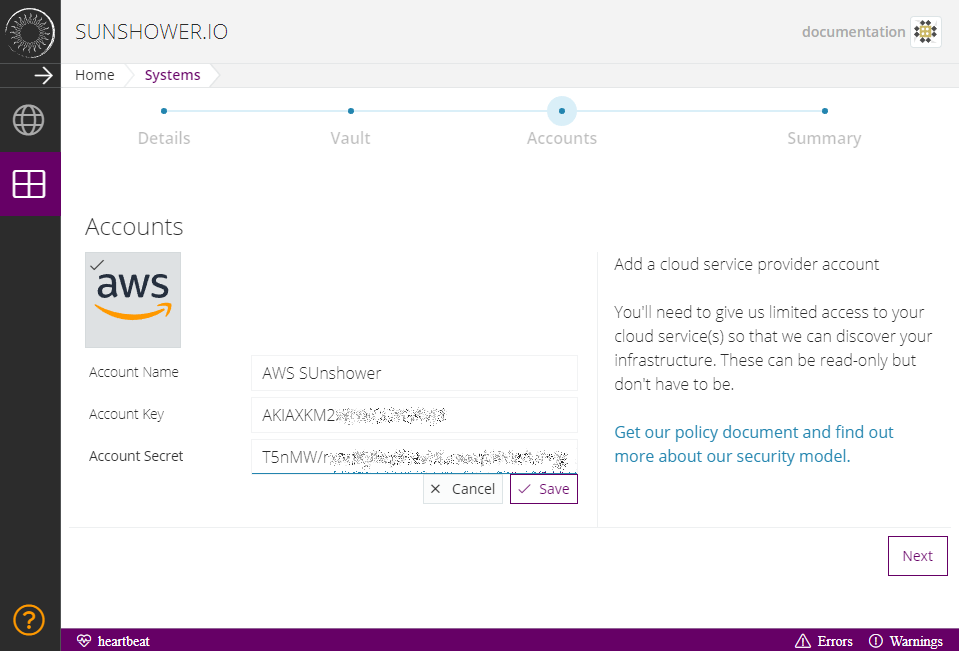 SUNSHOWER.IO
documentation
Home
Systems
Details
Vault
Accounts
Summary
Accounts
aws
Account Name
AWS SUnshower
Account Key
AKIAXKM2
Account Secret
T5nMW/r
Cancel
Save
Add a cloud service provider account
You'll need to give us limited access to your
cloud service(s) so that we can discover your
infrastructure. These can be read-only but
don't have to be.
Get our policy document and find out
more about our security model.
Next
?
heartbeat
Errors
Warnings